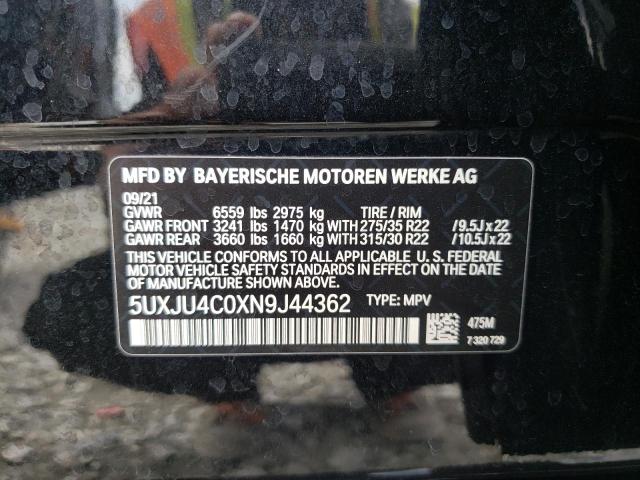 MFD BY BAYERISCHE MOTOREN WERKE AG
09/21
GVWR 6559 lbs 2975 kg TIRE / RIM
GAWR FRONT 3241 lbs 1470 kg WITH 275/35 R22 /9.5J x 22
GAWR REAR 3660 lbs 1660 kg WITH 315/30 R22 /10.5J x 22
THIS VEHICLE CONFORMS TO ALL APPLICABLE U. S. FEDERAL
MOTOR VEHICLE SAFETY STANDARDS IN EFFECT ON THE
DATE OF MANUFACTURE SHOWN ABOVE.
5UXJU4C0XN9J44362 TYPE: MPV
475M
7 320 729